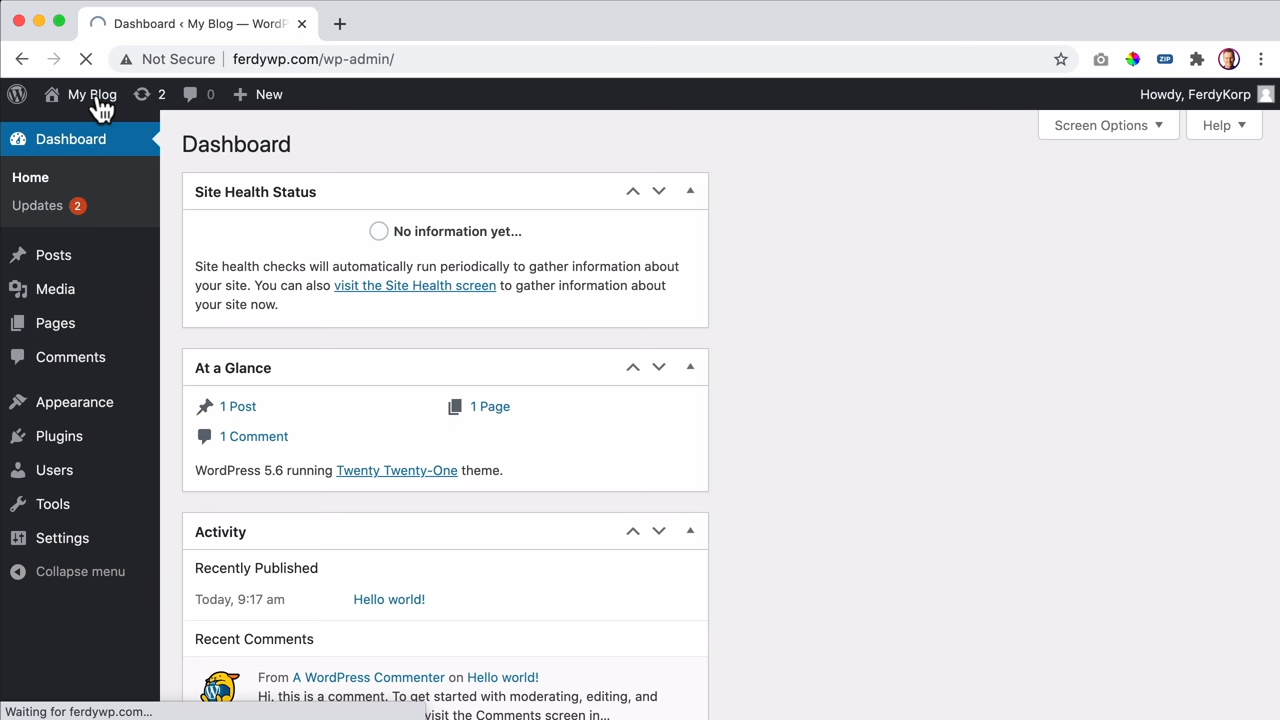 Dashboard ‹ My Blog — WordP
Not Secure ferdywp.com/wp-admin/
ZIP
My Blog 2 0 New Howdy, FerdyKorp
Screen Options Help
Dashboard
Home
Updates 2
Posts
Media
Pages
Comments
Appearance
Plugins
Users
Tools
Settings
Collapse menu
Dashboard
Site Health Status
No information yet...
Site health checks will automatically run periodically to gather information about
your site. You can also visit the Site Health screen to gather information about
your site now.
At a Glance
1 Post 1 Page
1 Comment
WordPress 5.6 running Twenty Twenty-One theme.
Activity
Recently Published
Today, 9:17 am Hello world!
Recent Comments
From A WordPress Commenter on Hello world!
Hi, this is a comment. To get started with moderating, editing, and
visit the Comments screen in...
Waiting for ferdywp.com...